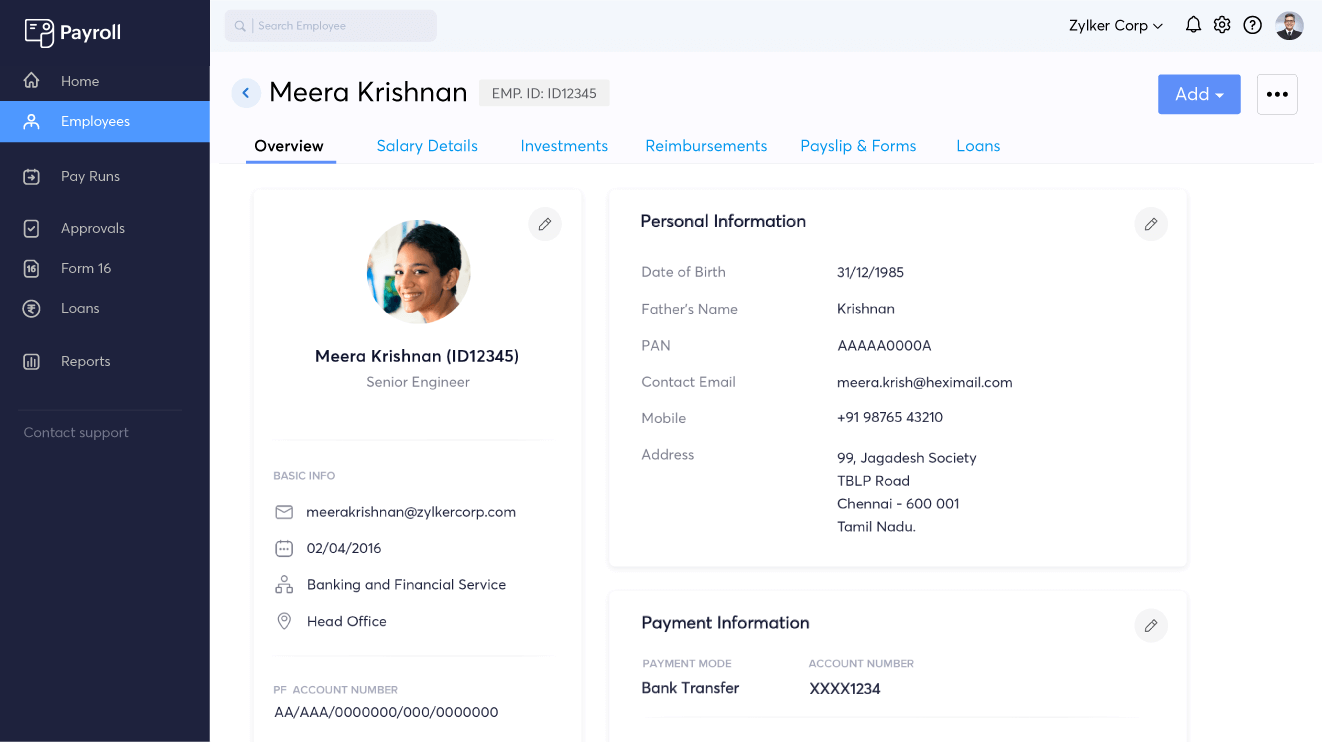 Payroll
Search Employee
Zylker Corp
Home
Employees
Pay Runs
Approvals
16 Form 16
Loans
Reports
Contact support
Meera Krishnan EMP. ID: ID12345
Add
Overview Salary Details Investments Reimbursements Payslip & Forms Loans
Meera Krishnan (ID12345)
Senior Engineer
BASIC INFO
meerakrishnan@zylkercorp.com
02/04/2016
Banking and Financial Service
Head Office
PF ACCOUNT NUMBER
AA/AAA/0000000/000/0000000
Personal Information
Date of Birth 31/12/1985
Father's Name Krishnan
PAN AAAAA0000A
Contact Email meera.krish@heximail.com
Mobile +91 98765 43210
Address 99, Jagadesh Society
TBLP Road
Chennai - 600 001
Tamil Nadu.
Payment Information
PAYMENT MODE ACCOUNT NUMBER
Bank Transfer XXXX1234